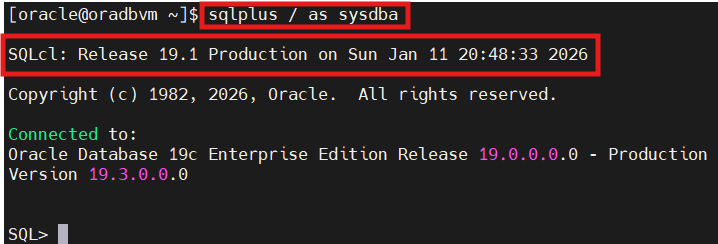 [oracle@oradbvm ~]$ sqlplus / as sysdba
SQLcl: Release 19.1 Production on Sun Jan 11 20:48:33 2026
Copyright (c) 1982, 2026, Oracle.  All rights reserved.
Connected to:
Oracle Database 19c Enterprise Edition Release 19.0.0.0.0 - Production
Version 19.3.0.0.0
SQL>